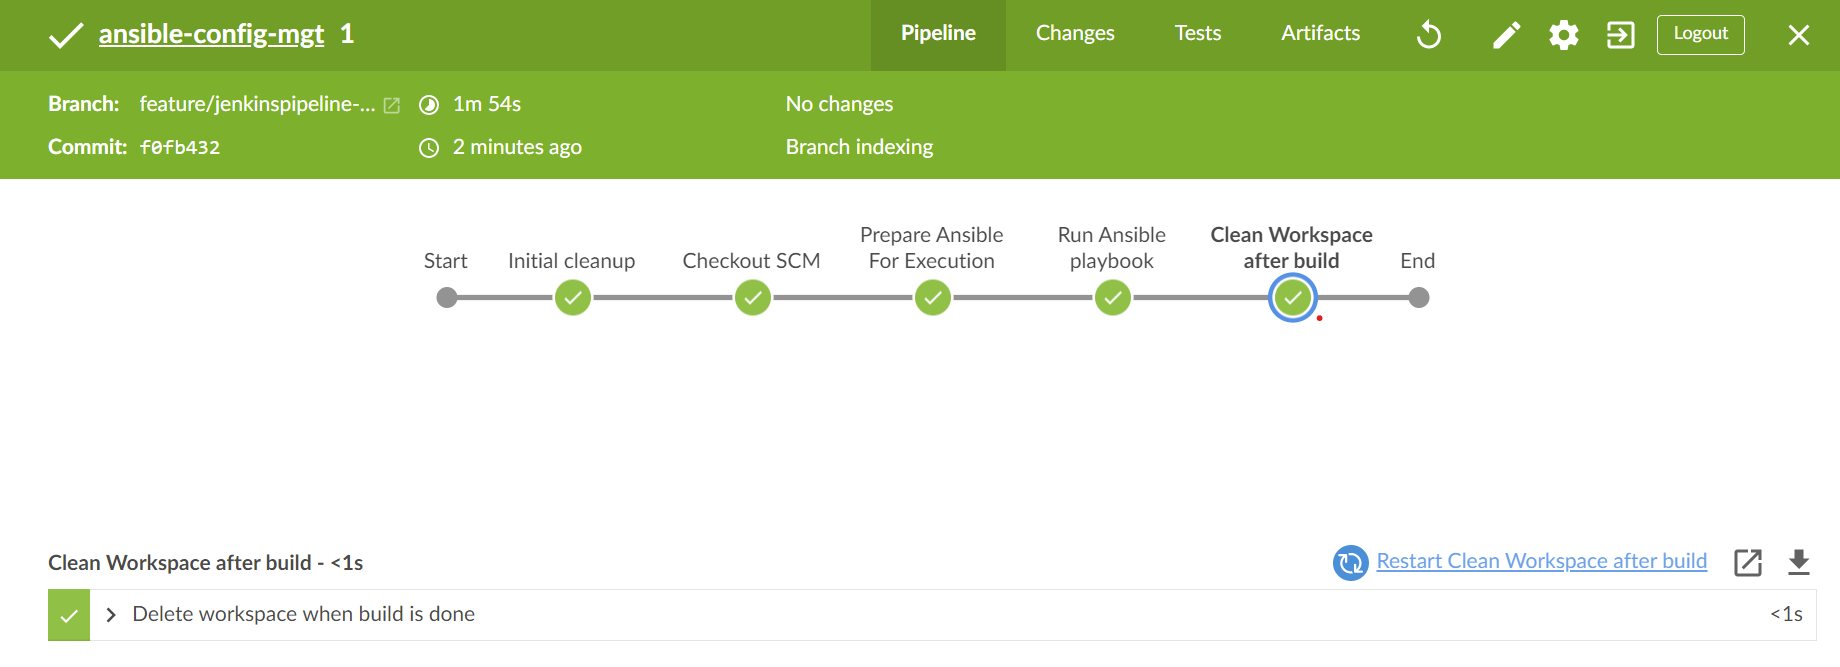 ansible-config-mgt 1
Pipeline
Changes
Tests
Artifacts
Logout
Branch: feature/jenkinspipeline-...
1m 54s
No changes
Commit: f0fb432
2 minutes ago
Branch indexing
Start
Initial cleanup
Checkout SCM
Prepare Ansible
For Execution
Run Ansible
playbook
Clean Workspace
after build
End
Clean Workspace after build - <1s
Restart Clean Workspace after build
Delete workspace when build is done
<1s